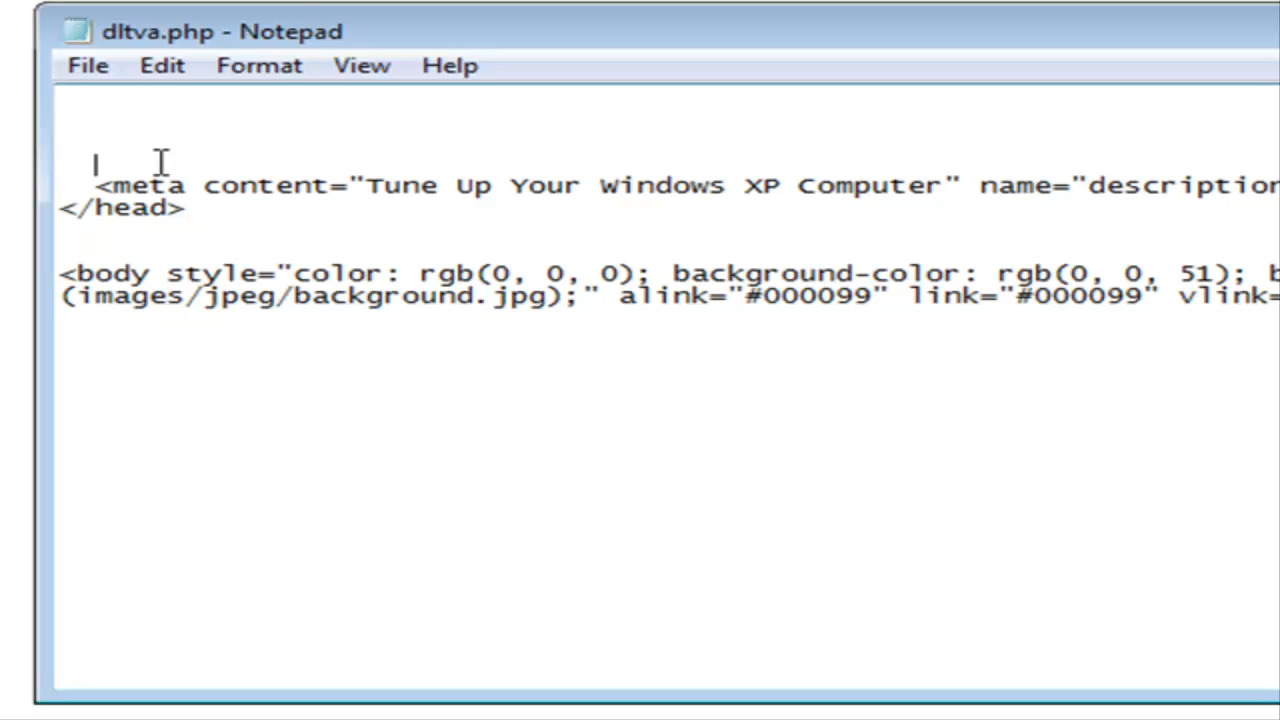 dltva.php - Notepad
File Edit Format View Help
<meta content="Tune Up Your Windows XP Computer" name="description
</head>
<body style="color: rgb(0, 0, 0); background-color: rgb(0, 0, 51); b
(images/jpeg/background.jpg);" alink="#000099" link="#000099" vlink=